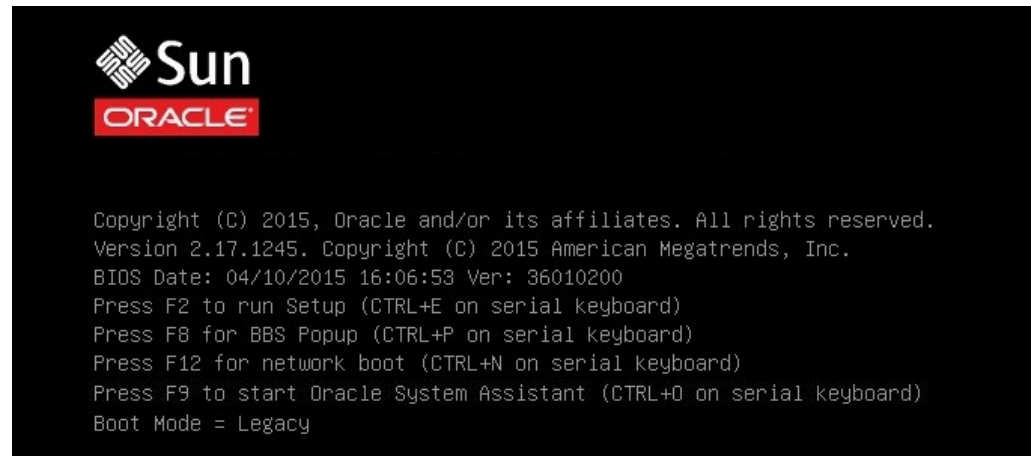 Sun
ORACLE
Copyright (C) 2015, Oracle and/or its affiliates. All rights reserved.
Version 2.17.1245. Copyright (C) 2015 American Megatrends, Inc.
BIOS Date: 04/10/2015 16:06:53 Ver: 36010200
Press F2 to run Setup (CTRL+E on serial keyboard)
Press F8 for BBS Popup (CTRL+P on serial keyboard)
Press F12 for network boot (CTRL+N on serial keyboard)
Press F9 to start Oracle System Assistant (CTRL+O on serial keyboard)
Boot Mode = Legacy